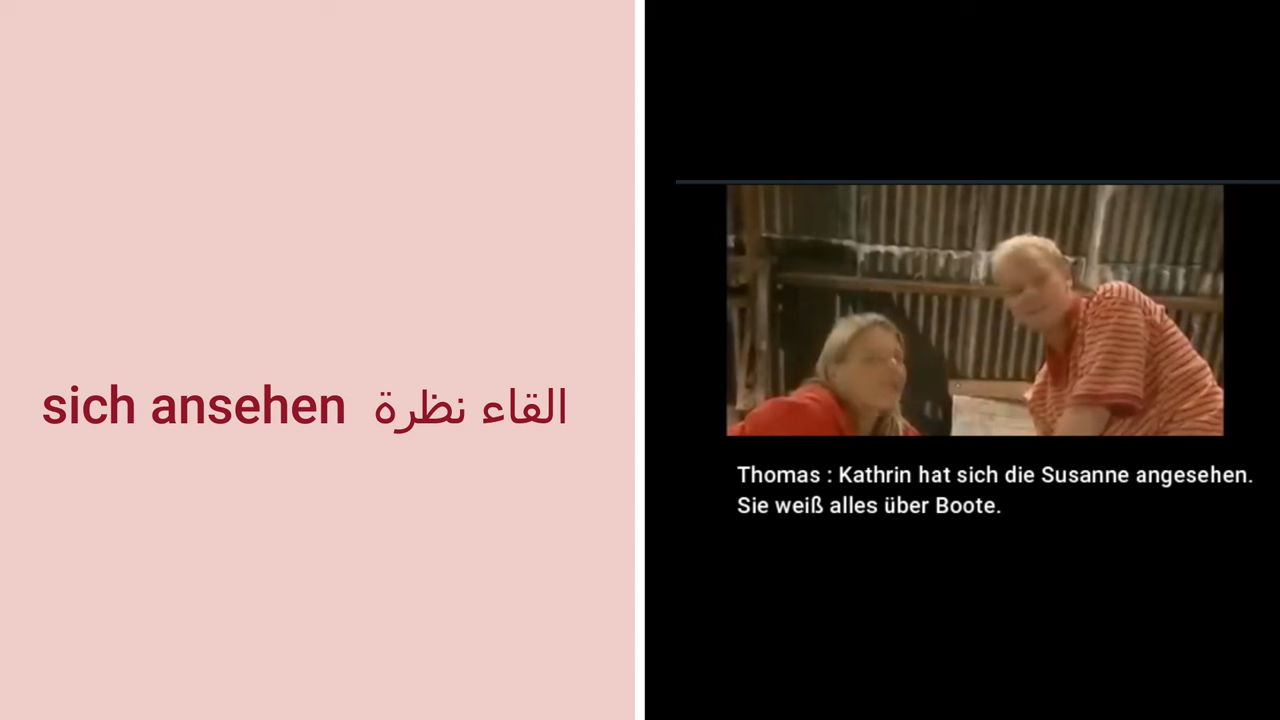 sich ansehen القاء نظرة
Thomas : Kathrin hat sich die Susanne angesehen.
Sie weiß alles über Boote.